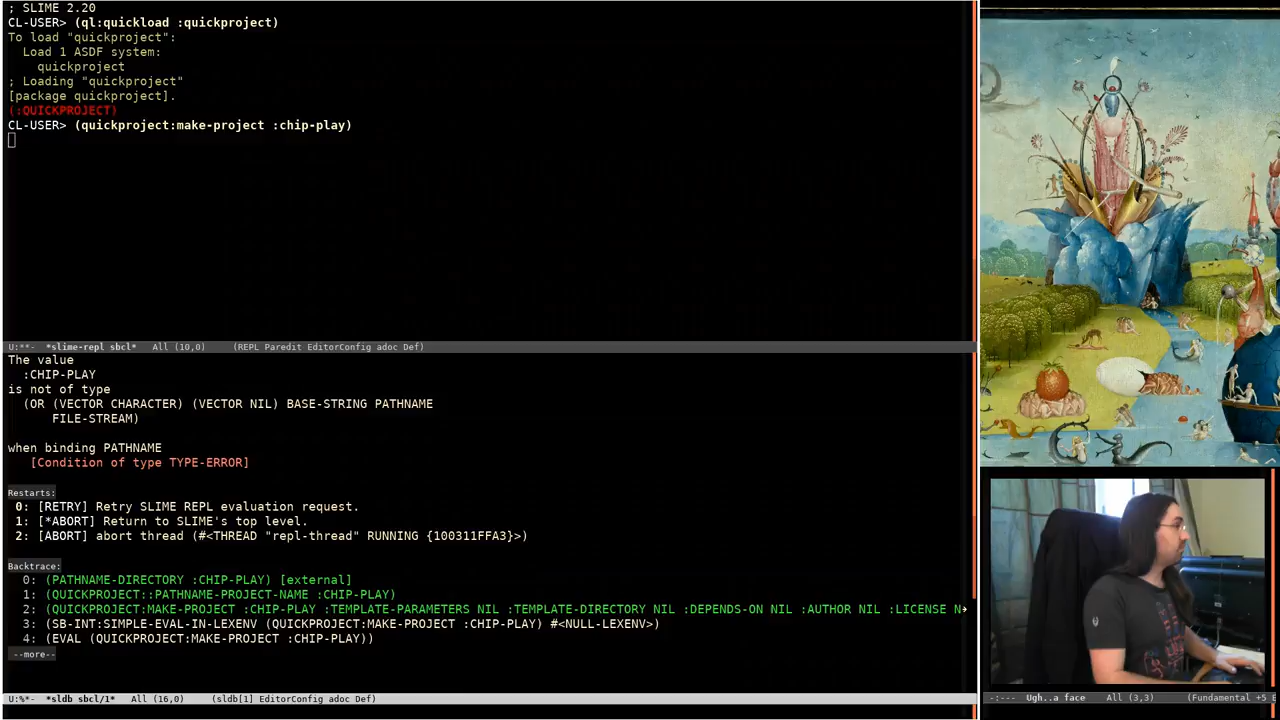 ; SLIME 2.20
CL-USER> (ql:quickload :quickproject)
To load "quickproject":
  Load 1 ASDF system:
    quickproject
; Loading "quickproject"
[package quickproject].
(:QUICKPROJECT)
CL-USER> (quickproject:make-project :chip-play)
U:**-  *slime-repl sbcl*   All (10,0)     (REPL Paredit EditorConfig adoc Def)
The value
  :CHIP-PLAY
is not of type
  (OR (VECTOR CHARACTER) (VECTOR NIL) BASE-STRING PATHNAME
      FILE-STREAM)
when binding PATHNAME
   [Condition of type TYPE-ERROR]
Restarts:
 0: [RETRY] Retry SLIME REPL evaluation request.
 1: [*ABORT] Return to SLIME's top level.
 2: [ABORT] abort thread (#<THREAD "repl-thread" RUNNING {100311FFA3}>)
Backtrace:
  0: (PATHNAME-DIRECTORY :CHIP-PLAY) [external]
  1: (QUICKPROJECT::PATHNAME-PROJECT-NAME :CHIP-PLAY)
  2: (QUICKPROJECT:MAKE-PROJECT :CHIP-PLAY :TEMPLATE-PARAMETERS NIL :TEMPLATE-DIRECTORY NIL :DEPENDS-ON NIL :AUTHOR NIL :LICENSE N
  3: (SB-INT:SIMPLE-EVAL-IN-LEXENV (QUICKPROJECT:MAKE-PROJECT :CHIP-PLAY) #<NULL-LEXENV>)
  4: (EVAL (QUICKPROJECT:MAKE-PROJECT :CHIP-PLAY))
 --more--
U:%*-  *sldb sbcl/1*   All (16,0)     (sldb[1] EditorConfig adoc Def)
-:---  Ugh..a face   All (3,3)      (Fundamental +5 E